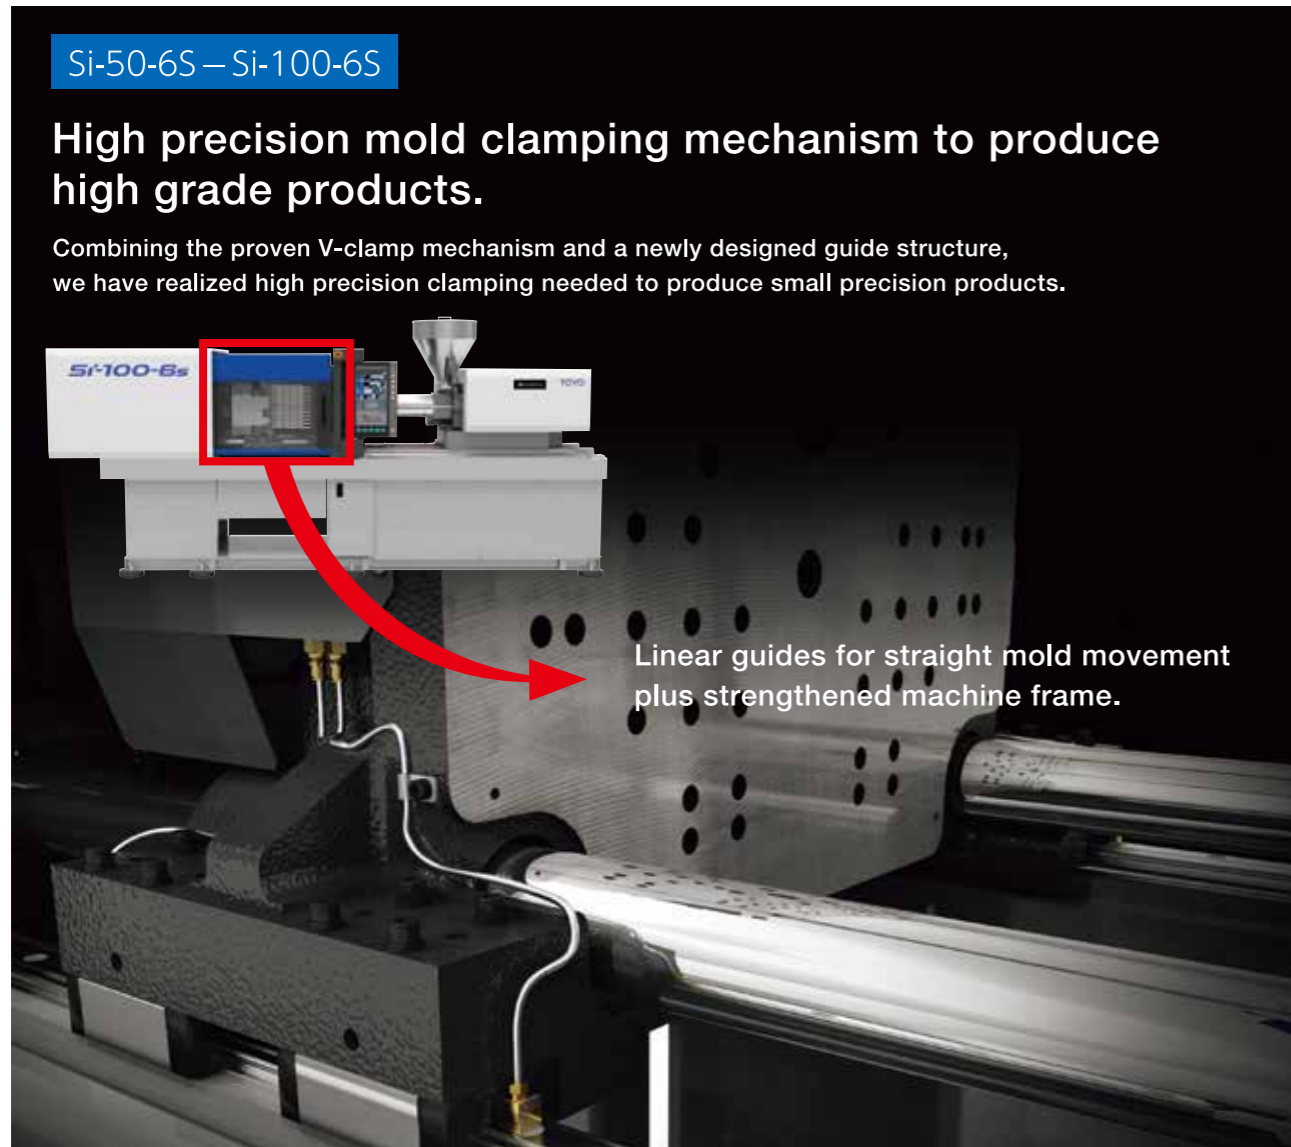 Si-50-6S – Si-100-6S
High precision mold clamping mechanism to produce
high grade products.
Combining the proven V-clamp mechanism and a newly designed guide structure,
we have realized high precision clamping needed to produce small precision products.
Si-100-6s
TOYO
Linear guides for straight mold movement
plus strengthened machine frame.